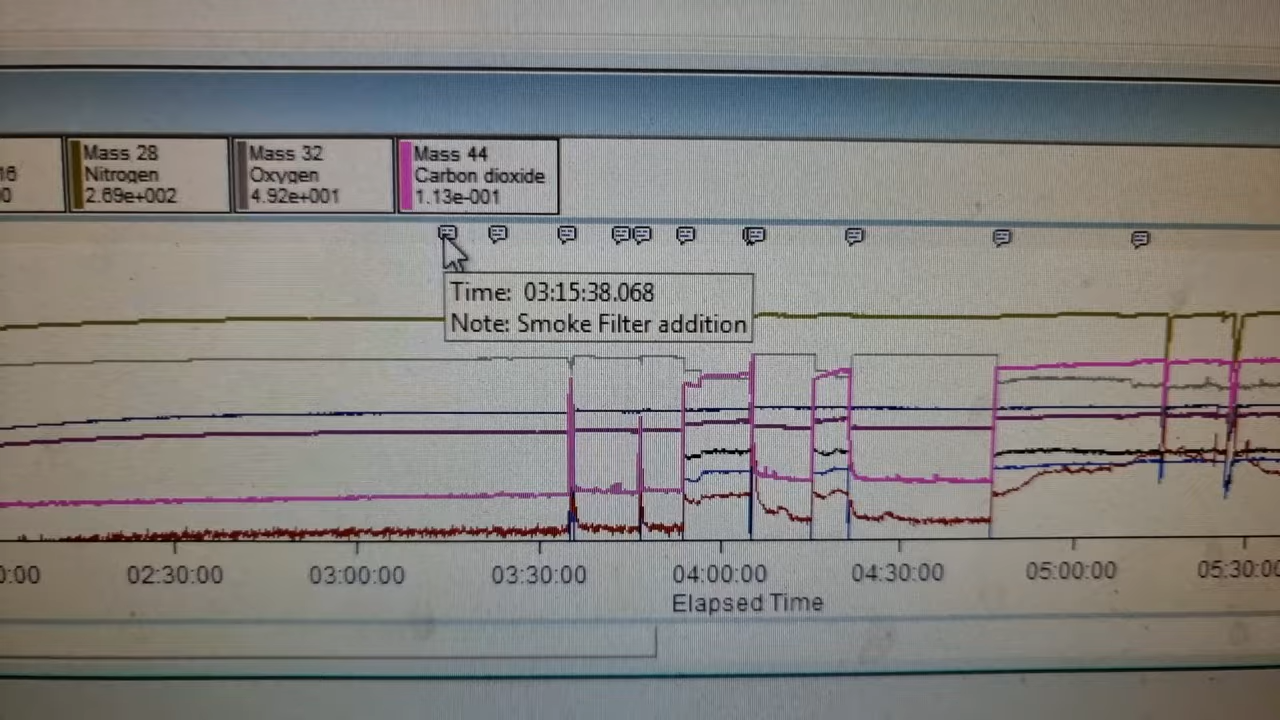 Mass 28
Nitrogen
2.69e+002
Mass 32
Oxygen
4.92e+001
Mass 44
Carbon dioxide
1.13e-001
Time: 03:15:38.068
Note: Smoke Filter addition
02:30:00 03:00:00 03:30:00 04:00:00 04:30:00 05:00:00 05:30:00
Elapsed Time